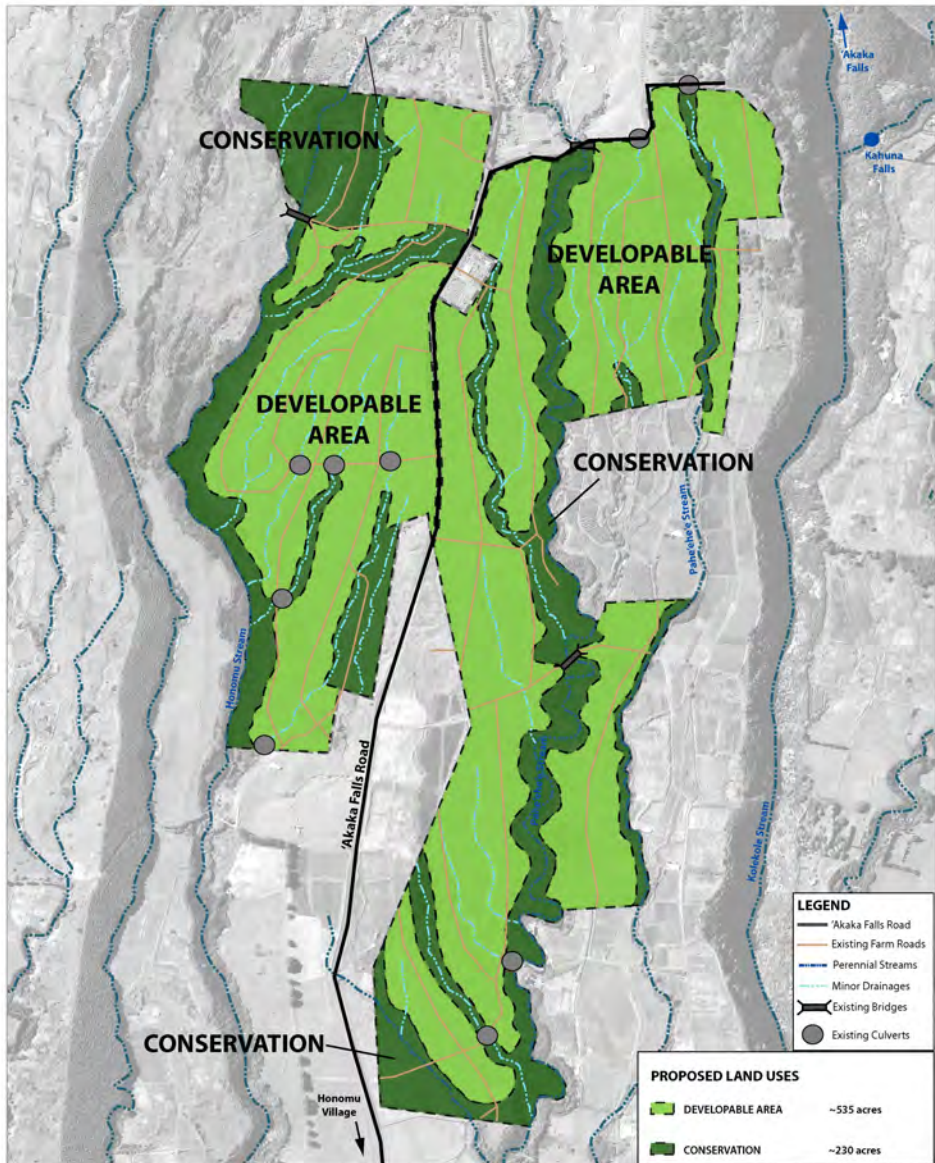 'Akaka
Falls
Kahuna
Falls
CONSERVATION
DEVELOPABLE
AREA
DEVELOPABLE
AREA
CONSERVATION
Pahe'ehe'e Stream
Honomu Stream
'Akaka Falls Road
Kolekole Stream
CONSERVATION
Honomu
Village
LEGEND
'Akaka Falls Road
Existing Farm Roads
Perennial Streams
Minor Drainages
Existing Bridges
Existing Culverts
PROPOSED LAND USES
DEVELOPABLE AREA ~535 acres
CONSERVATION ~230 acres